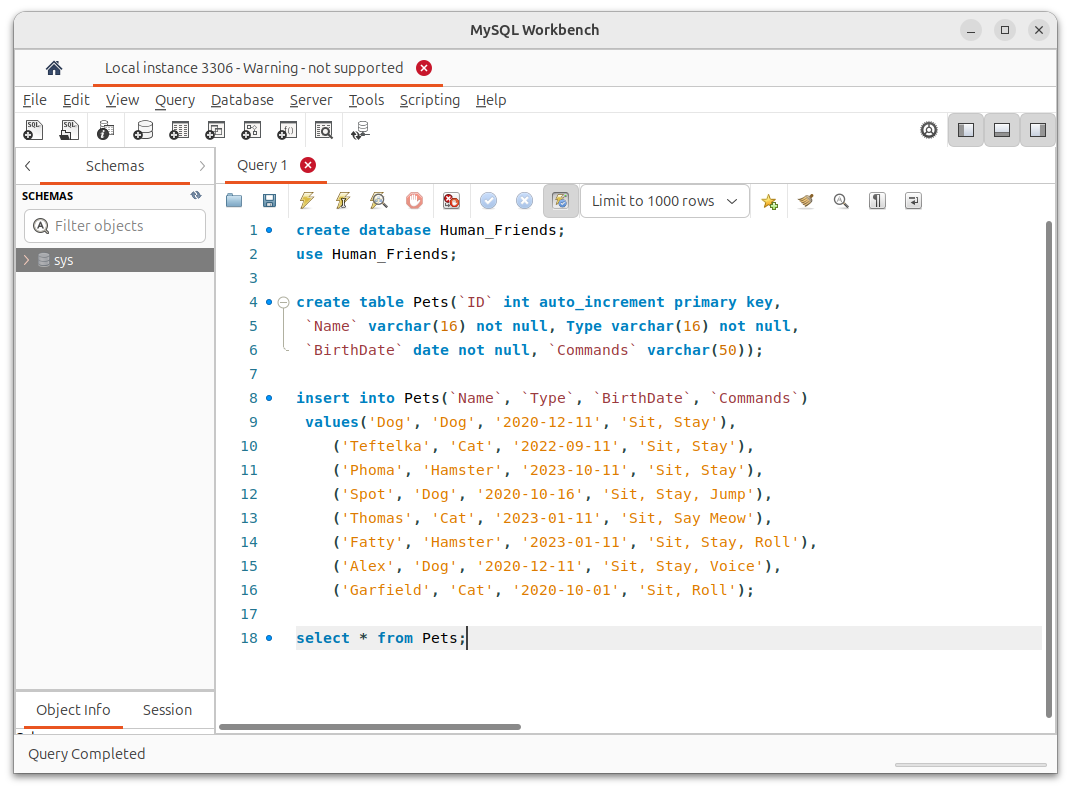 MySQL Workbench
Local instance 3306 - Warning - not supported
File Edit View Query Database Server Tools Scripting Help
Schemas
Query 1
SCHEMAS
Filter objects
Limit to 1000 rows
sys
1 create database Human_Friends;
2 use Human_Friends;
3
4 create table Pets(`ID` int auto_increment primary key,
5 `Name` varchar(16) not null, Type varchar(16) not null,
6 `BirthDate` date not null, `Commands` varchar(50));
7
8 insert into Pets(`Name`, `Type`, `BirthDate`, `Commands`)
9 values('Dog', 'Dog', '2020-12-11', 'Sit, Stay'),
10 ('Teftelka', 'Cat', '2022-09-11', 'Sit, Stay'),
11 ('Phoma', 'Hamster', '2023-10-11', 'Sit, Stay'),
12 ('Spot', 'Dog', '2020-10-16', 'Sit, Stay, Jump'),
13 ('Thomas', 'Cat', '2023-01-11', 'Sit, Say Meow'),
14 ('Fatty', 'Hamster', '2023-01-11', 'Sit, Stay, Roll'),
15 ('Alex', 'Dog', '2020-12-11', 'Sit, Stay, Voice'),
16 ('Garfield', 'Cat', '2020-10-01', 'Sit, Roll');
17
18 select * from Pets;
Object Info Session
Query Completed